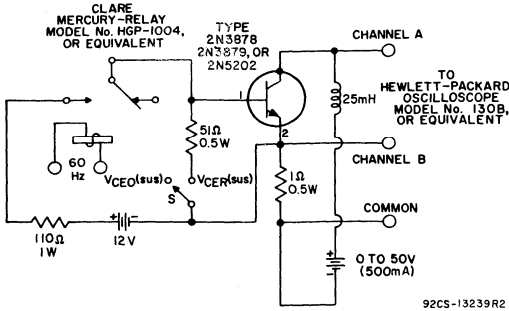 CLARE
MERCURY-RELAY
MODEL No. HGP-1004,
OR EQUIVALENT
TYPE
2N3878
2N3879, OR
2N5202
CHANNEL A
TO
HEWLETT-PACKARD
OSCILLOSCOPE
MODEL No. 130B,
OR EQUIVALENT
25mH
1
2
51Ω
0.5W
60
Hz
VCEO(sus)
VCER(sus)
S
CHANNEL B
1Ω
0.5W
COMMON
110Ω
1W
+ -
12V
+
-
0 TO 50V
(500mA)
92CS-13239R2